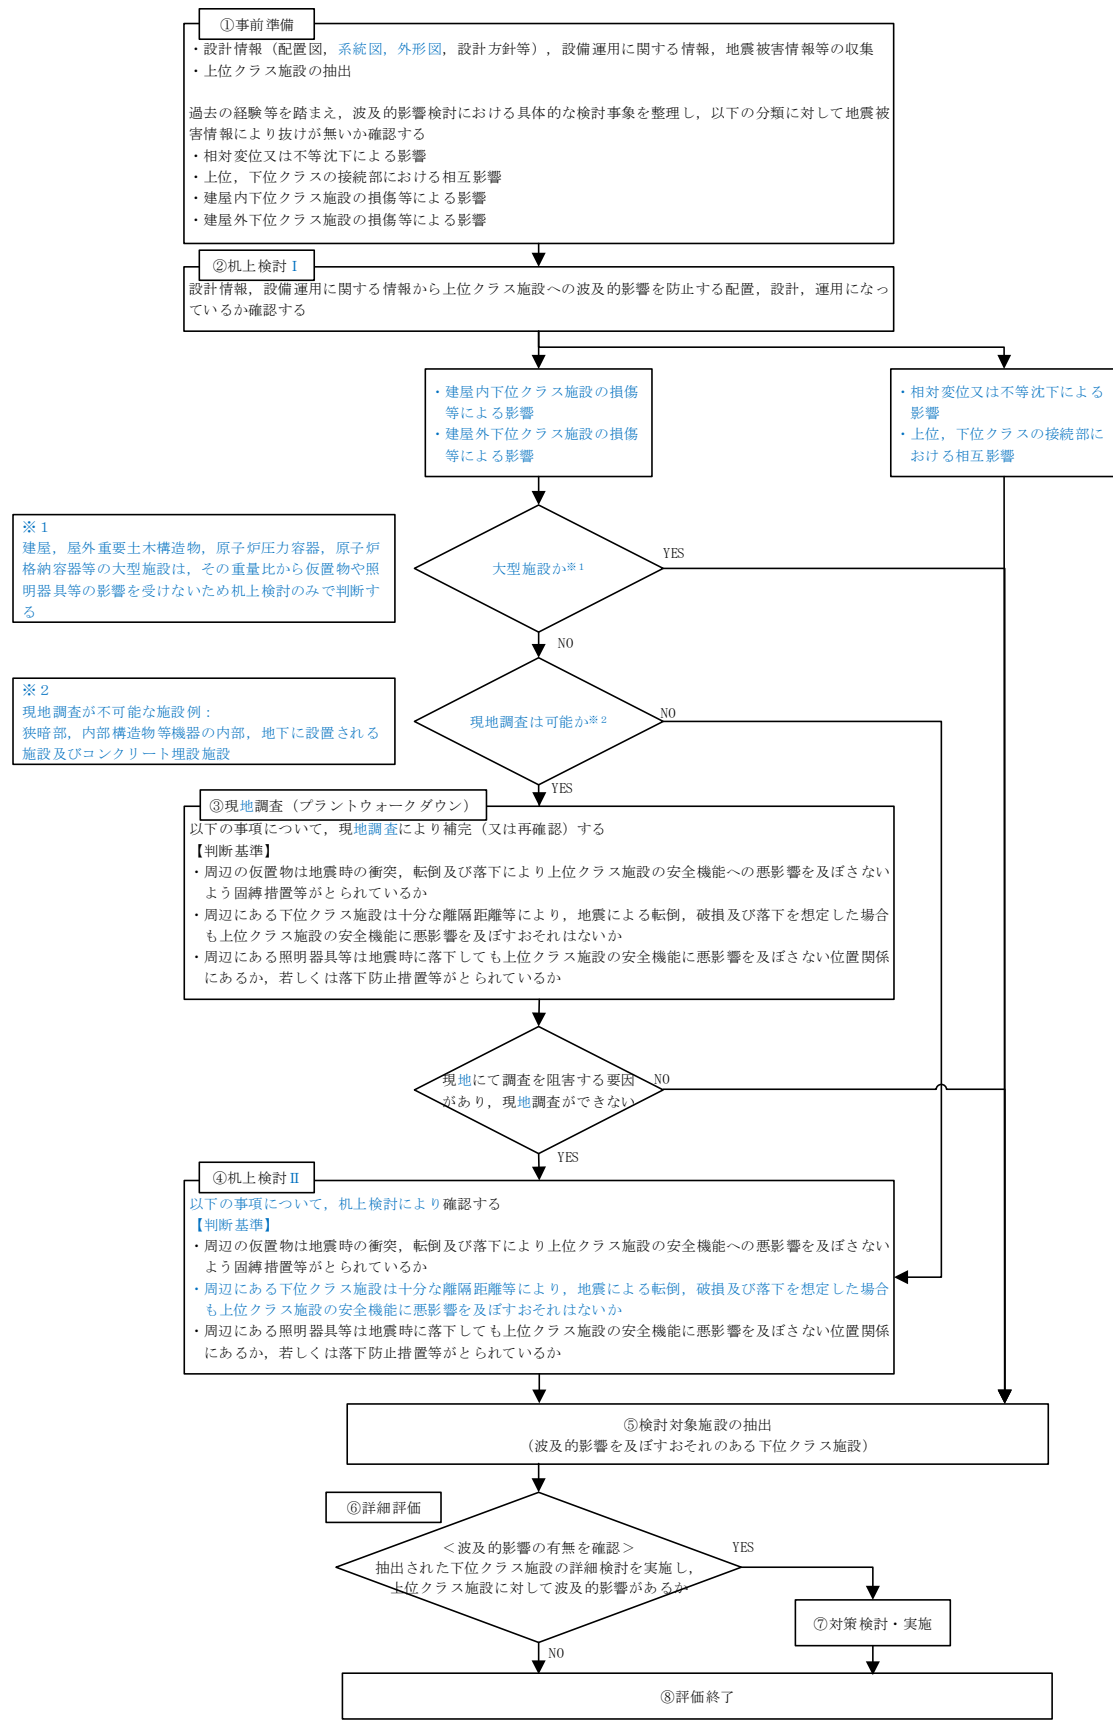 ①事前準備
・設計情報（配置図，系統図，外形図，設計方針等），設備運用に関する情報，地震被害情報等の収集
・上位クラス施設の抽出
過去の経験等を踏まえ，波及的影響検討における具体的な検討事象を整理し，以下の分類に対して地震被
害情報により抜けが無いか確認する
・相対変位又は不等沈下による影響
・上位，下位クラスの接続部における相互影響
・建屋内下位クラス施設の損傷等による影響
・建屋外下位クラス施設の損傷等による影響
②机上検討Ⅰ
設計情報，設備運用に関する情報から上位クラス施設への波及的影響を防止する配置，設計，運用になっ
ているか確認する
・建屋内下位クラス施設の損傷
等による影響
・建屋外下位クラス施設の損傷
等による影響
・相対変位又は不等沈下による
影響
・上位，下位クラスの接続部に
おける相互影響
※１
建屋，屋外重要土木構造物，原子炉圧力容器，原子炉
格納容器等の大型施設は，その重量比から仮置物や照
明器具等の影響を受けないため机上検討のみで判断す
る
大型施設か※１
YES
NO
※２
現地調査が不可能な施設例：
狭暗部，内部構造物等機器の内部，地下に設置される
施設及びコンクリート埋設施設
現地調査は可能か※２
NO
YES
③現地調査（プラントウォークダウン）
以下の事項について，現地調査により補完（又は再確認）する
【判断基準】
・周辺の仮置物は地震時の衝突，転倒及び落下により上位クラス施設の安全機能への悪影響を及ぼさない
よう固縛措置等がとられているか
・周辺にある下位クラス施設は十分な離隔距離等により，地震による転倒，破損及び落下を想定した場合
も上位クラス施設の安全機能に悪影響を及ぼすおそれはないか
・周辺にある照明器具等は地震時に落下しても上位クラス施設の安全機能に悪影響を及ぼさない位置関係
にあるか，若しくは落下防止措置等がとられているか
現地にて調査を阻害する要因
があり，現地調査ができない
NO
YES
④机上検討Ⅱ
以下の事項について，机上検討により確認する
【判断基準】
・周辺の仮置物は地震時の衝突，転倒及び落下により上位クラス施設の安全機能への悪影響を及ぼさない
よう固縛措置等がとられているか
・周辺にある下位クラス施設は十分な離隔距離等により，地震による転倒，破損及び落下を想定した場合
も上位クラス施設の安全機能に悪影響を及ぼすおそれはないか
・周辺にある照明器具等は地震時に落下しても上位クラス施設の安全機能に悪影響を及ぼさない位置関係
にあるか，若しくは落下防止措置等がとられているか
⑤検討対象施設の抽出
（波及的影響を及ぼすおそれのある下位クラス施設）
⑥詳細評価
＜波及的影響の有無を確認＞
抽出された下位クラス施設の詳細検討を実施し，
上位クラス施設に対して波及的影響があるか
YES
NO
⑦対策検討・実施
⑧評価終了